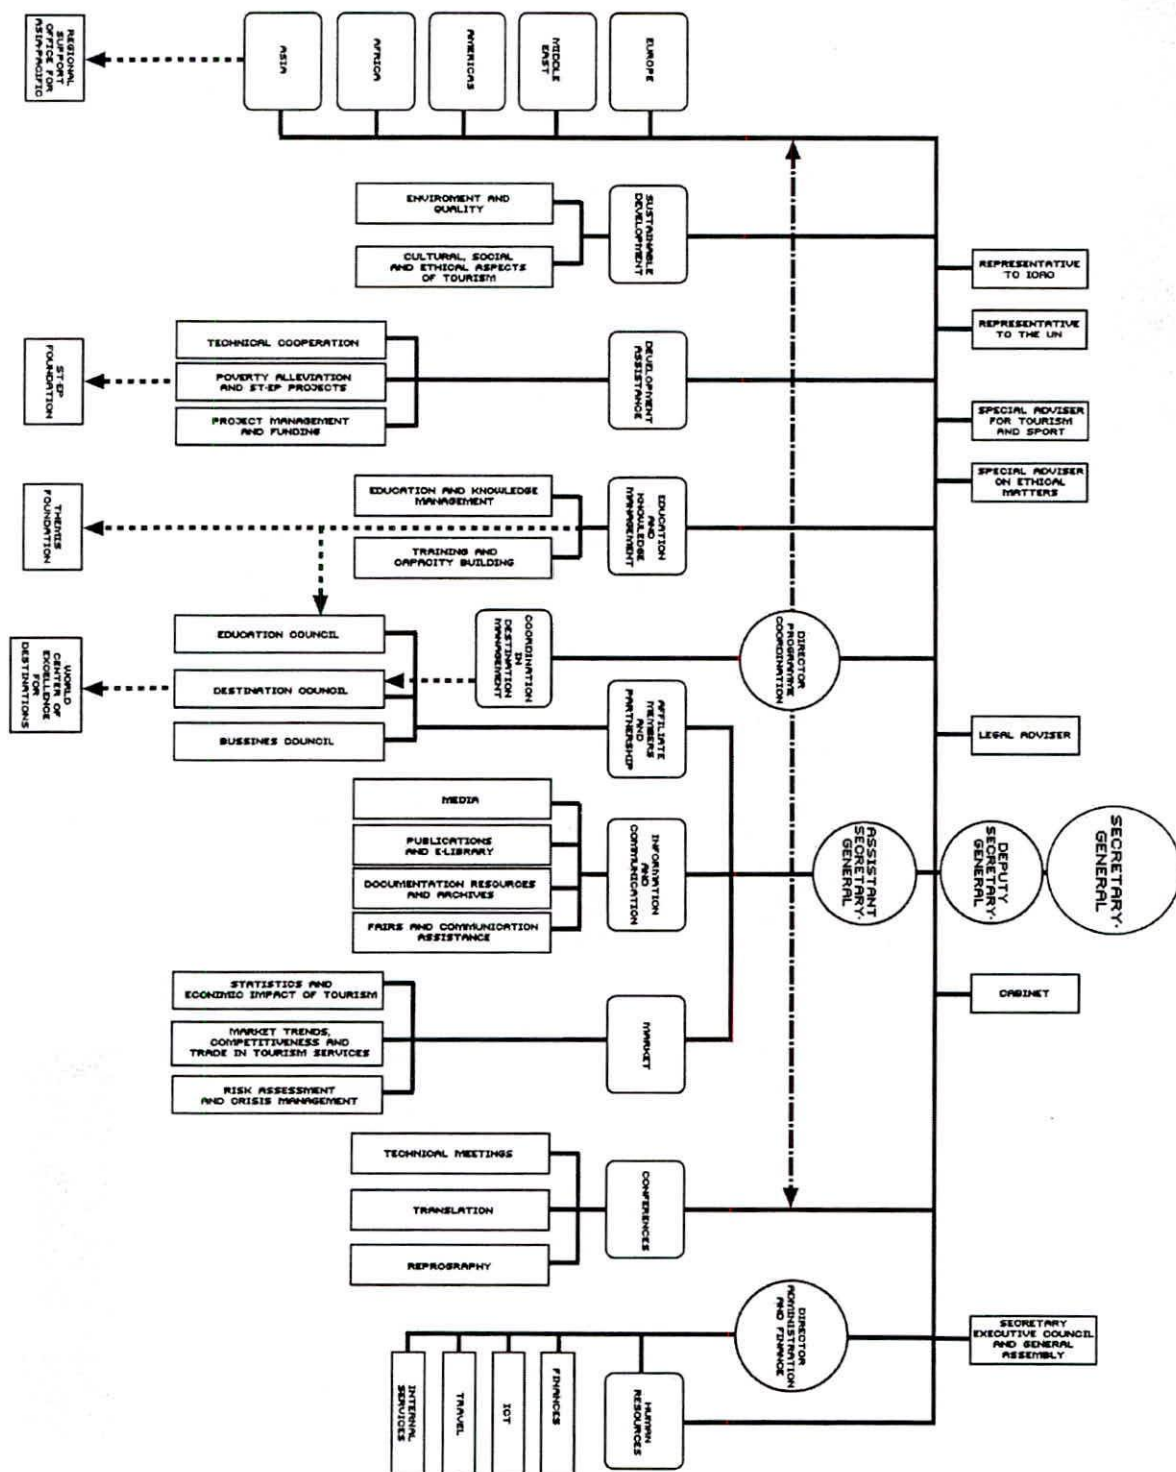 SECRETARY-
GENERAL
DEPUTY
SECRETARY-
GENERAL
ASSISTANT
SECRETARY-
GENERAL
REPRESENTATIVE
TO ICAO
REPRESENTATIVE
TO THE UN
SPECIAL ADVISER
FOR TOURISM
AND SPORT
SPECIAL ADVISER
ON ETHICAL
MATTERS
LEGAL ADVISER
CABINET
SECRETARY
EXECUTIVE COUNCIL
AND GENERAL
ASSEMBLY
DIRECTOR
PROGRAMME
COORDINATION
DIRECTOR
ADMINISTRATION
AND FINANCE
EUROPE
MIDDLE
EAST
AMERICAS
AFRICA
ASIA
REGIONAL
SUPPORT
OFFICE FOR
ASIA-PACIFIC
SUSTAINABLE
DEVELOPMENT
ENVIROMENT AND
QUALITY
CULTURAL, SOCIAL
AND ETHICAL ASPECTS
OF TOURISM
DEVELOPMENT
ASSISTANCE
TECHNICAL COOPERATION
POVERTY ALLEVIATION
AND ST-EP PROJECTS
PROJECT MANAGEMENT
AND FUNDING
ST-EP
FOUNDATION
EDUCATION
AND
KNOWLEDGE
MANAGEMENT
EDUCATION AND KNOWLEDGE
MANAGEMENT
TRAINING AND
CAPACITY BUILDING
THEMIS
FOUNDATION
COORDINATION
IN
DESTINATION
MANAGEMENT
AFFILIATE
MEMBERS
AND
PARTNERSHIP
EDUCATION COUNCIL
DESTINATION COUNCIL
BUSSINES COUNCIL
WORLD
CENTER OF
EXCELLENCE
FOR
DESTINATIONS
INFORMATION
AND
COMMUNICATION
MEDIA
PUBLICATIONS
AND E-LIBRARY
DOCUMENTATION RESOURCES
AND ARCHIVES
FAIRS AND COMMUNICATION
ASSISTANCE
MARKET
STATISTICS AND
ECONIMIC IMPACT OF TOURISM
MARKET TRENDS,
COMPETITIVENESS AND
TRADE IN TOURISM SERVICES
RISK ASSESSMENT
AND CRISIS MANAGEMENT
CONFERENCES
TECHNICAL MEETINGS
TRANSLATION
REPROGRAPHY
HUMAN
RESOURCES
FINANCES
ICT
TRAVEL
INTERNAL
SERVICES